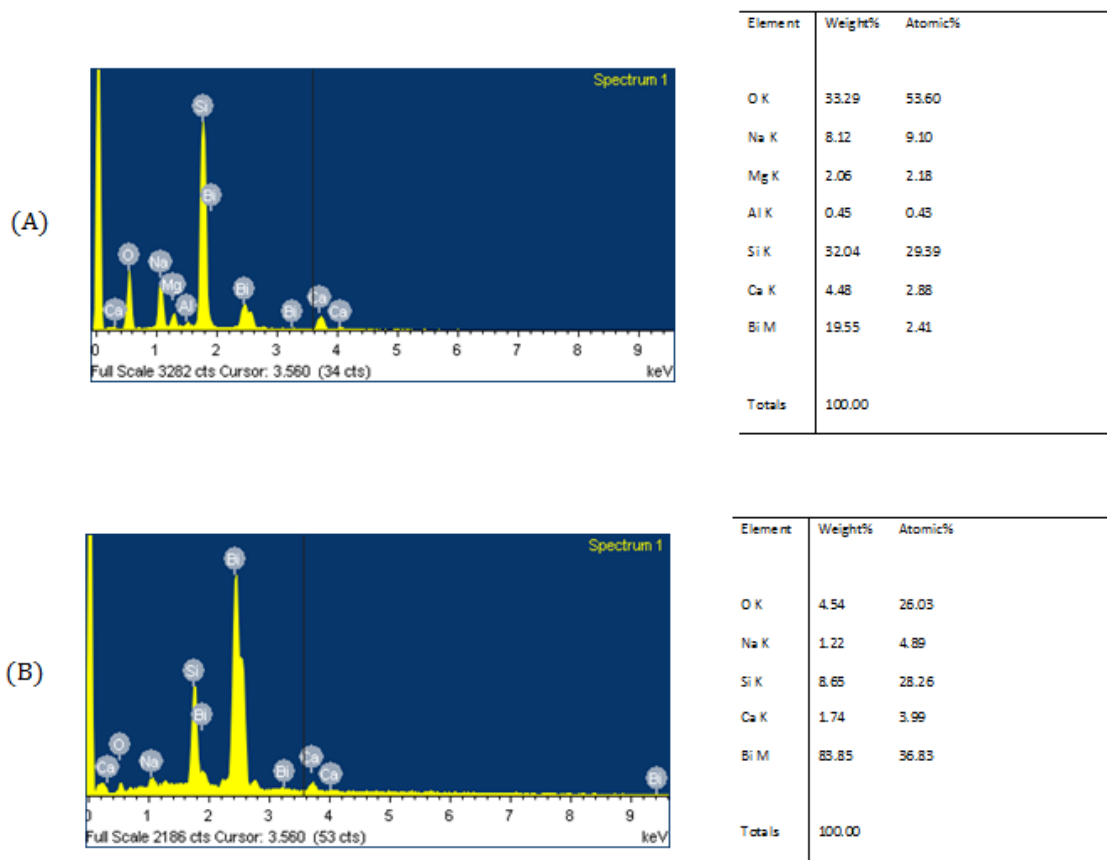 (A)
Spectrum 1
Si
Bi
O
Na
Mg
Al
Ca
Bi
Bi
Ca
Ca
0 1 2 3 4 5 6 7 8 9
Full Scale 3282 cts Cursor: 3.560 (34 cts) keV
Element Weight% Atomic%
O K 33.29 53.60
Na K 8.12 9.10
Mg K 2.06 2.18
Al K 0.45 0.43
Si K 32.04 29.39
Ca K 4.48 2.88
Bi M 19.55 2.41
Totals 100.00
(B)
Spectrum 1
Bi
Si
Bi
O
Ca
Na
Bi
Ca
Ca
Bi
0 1 2 3 4 5 6 7 8 9
Full Scale 2186 cts Cursor: 3.560 (53 cts) keV
Element Weight% Atomic%
O K 4.54 26.03
Na K 1.22 4.89
Si K 8.65 28.26
Ca K 1.74 3.99
Bi M 83.85 36.83
Totals 100.00